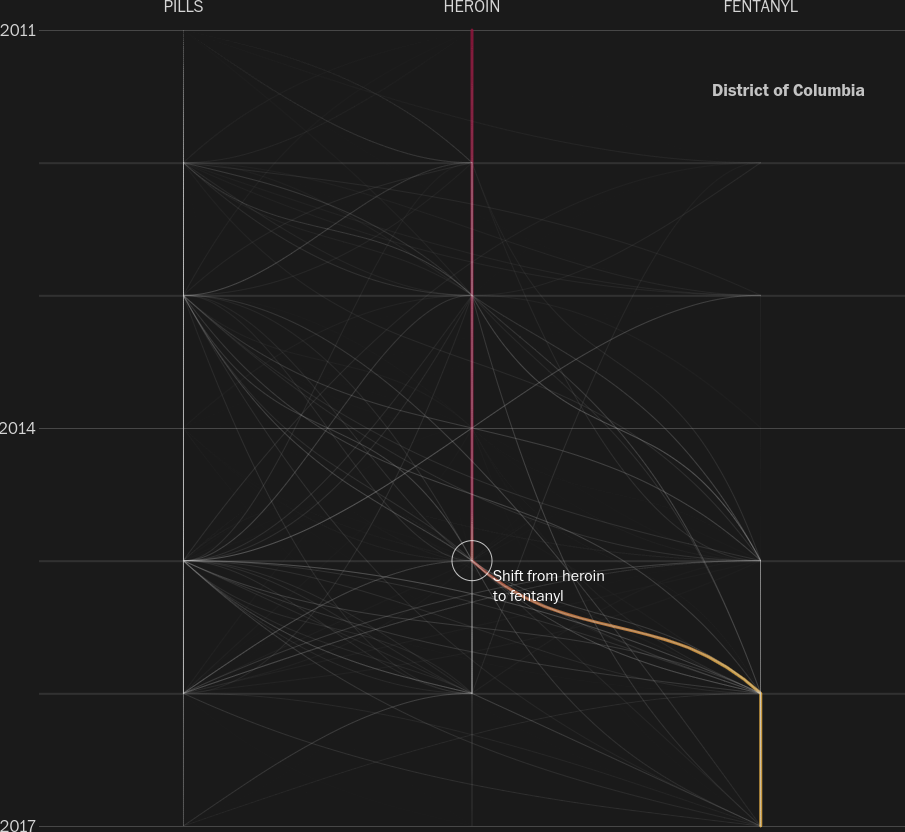 PILLS HEROIN FENTANYL
2011
District of Columbia
2014
Shift from heroin
to fentanyl
2017